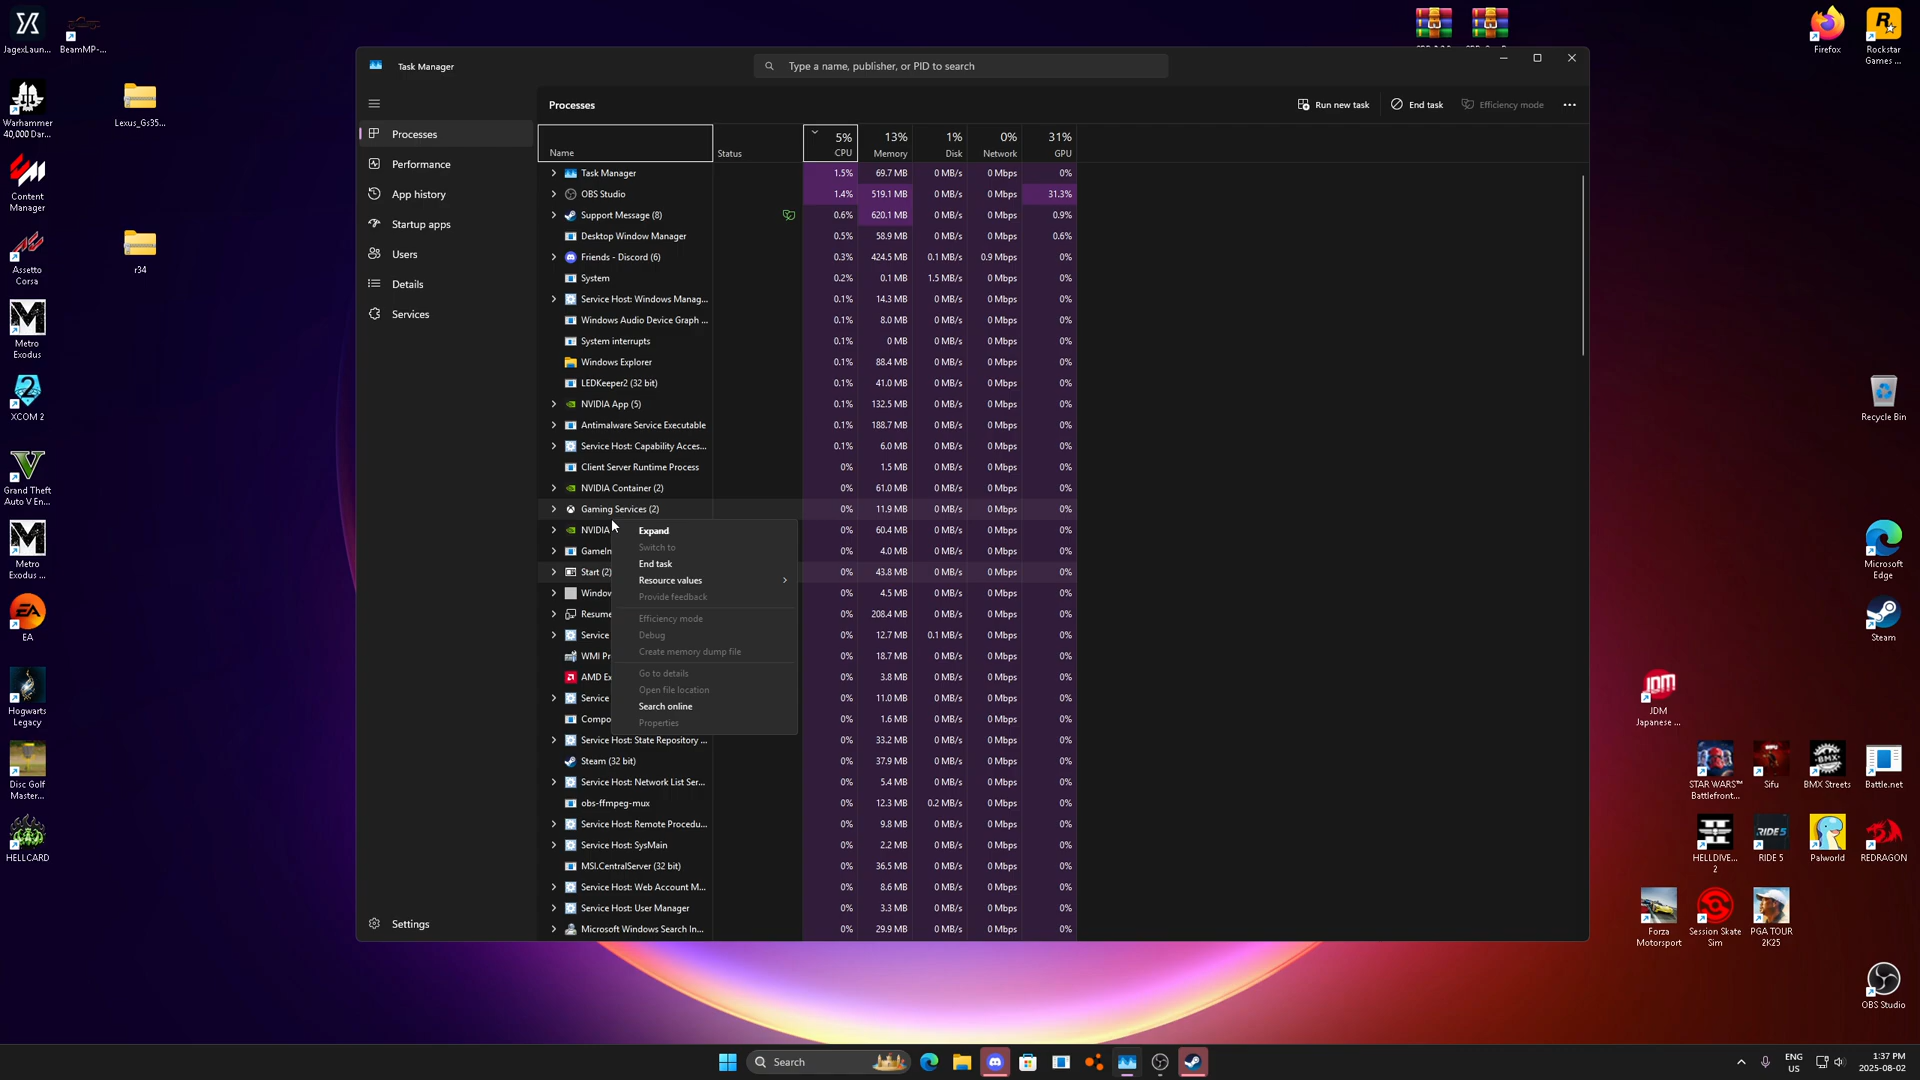 JagexLaun...
BeamMP-...
Warhammer
40,000 Dar...
Lexus_Gs35...
Content
Manager
Assetto
Corsa
r34
Metro
Exodus
XCOM 2
Grand Theft
Auto V En...
Metro
Exodus ...
EA
Hogwarts
Legacy
Disc Golf
Master...
HELLCARD
Task Manager
Type a name, publisher, or PID to search
Processes
Performance
App history
Startup apps
Users
Details
Services
Settings
Processes
Run new task
End task
Efficiency mode
5% 13% 1% 0% 31%
Name Status CPU Memory Disk Network GPU
Task Manager 1.5% 69.7 MB 0 MB/s 0 Mbps 0%
OBS Studio 1.4% 519.1 MB 0 MB/s 0 Mbps 31.3%
Support Message (8) 0.6% 620.1 MB 0 MB/s 0 Mbps 0.9%
Desktop Window Manager 0.5% 58.9 MB 0 MB/s 0 Mbps 0.6%
Friends - Discord (6) 0.3% 424.5 MB 0.1 MB/s 0.9 Mbps 0%
System 0.2% 0.1 MB 1.5 MB/s 0 Mbps 0%
Service Host: Windows Manag... 0.1% 14.3 MB 0 MB/s 0 Mbps 0%
Windows Audio Device Graph ... 0.1% 8.0 MB 0 MB/s 0 Mbps 0%
System interrupts 0.1% 0 MB 0 MB/s 0 Mbps 0%
Windows Explorer 0.1% 88.4 MB 0 MB/s 0 Mbps 0%
LEDKeeper2 (32 bit) 0.1% 41.0 MB 0 MB/s 0 Mbps 0%
NVIDIA App (5) 0.1% 132.5 MB 0 MB/s 0 Mbps 0%
Antimalware Service Executable 0.1% 188.7 MB 0 MB/s 0 Mbps 0%
Service Host: Capability Acces... 0.1% 6.0 MB 0 MB/s 0 Mbps 0%
Client Server Runtime Process 0% 1.5 MB 0 MB/s 0 Mbps 0%
NVIDIA Container (2) 0% 61.0 MB 0 MB/s 0 Mbps 0%
Gaming Services (2) 0% 11.9 MB 0 MB/s 0 Mbps 0%
NVIDIA 0% 60.4 MB 0 MB/s 0 Mbps 0%
GameIn 0% 4.0 MB 0 MB/s 0 Mbps 0%
Start (2) 0% 43.8 MB 0 MB/s 0 Mbps 0%
Window 0% 4.5 MB 0 MB/s 0 Mbps 0%
Resume 0% 208.4 MB 0 MB/s 0 Mbps 0%
Service 0% 12.7 MB 0.1 MB/s 0 Mbps 0%
WMI Pr 0% 18.7 MB 0 MB/s 0 Mbps 0%
AMD Ex 0% 3.8 MB 0 MB/s 0 Mbps 0%
Service 0% 11.0 MB 0 MB/s 0 Mbps 0%
Compo 0% 1.6 MB 0 MB/s 0 Mbps 0%
Service Host: State Repository ... 0% 33.2 MB 0 MB/s 0 Mbps 0%
Steam (32 bit) 0% 37.9 MB 0 MB/s 0 Mbps 0%
Service Host: Network List Ser... 0% 5.4 MB 0 MB/s 0 Mbps 0%
obs-ffmpeg-mux 0% 12.3 MB 0.2 MB/s 0 Mbps 0%
Service Host: Remote Procedu... 0% 9.8 MB 0 MB/s 0 Mbps 0%
Service Host: SysMain 0% 2.2 MB 0 MB/s 0 Mbps 0%
MSI.CentralServer (32 bit) 0% 36.5 MB 0 MB/s 0 Mbps 0%
Service Host: Web Account M... 0% 8.6 MB 0 MB/s 0 Mbps 0%
Service Host: User Manager 0% 3.3 MB 0 MB/s 0 Mbps 0%
Microsoft Windows Search In... 0% 29.9 MB 0 MB/s 0 Mbps 0%
Expand
Switch to
End task
Resource values
Provide feedback
Efficiency mode
Debug
Create memory dump file
Go to details
Open file location
Search online
Properties
Firefox
Rockstar
Games ...
Recycle Bin
Microsoft
Edge
Steam
JDM
JDM
Japanese ...
STAR WARS™
Battlefront...
Sifu
BMX Streets
Battle.net
HELLDIVE...
2
RIDE 5
Palworld
REDRAGON
Forza
Motorsport
Session Skate
Sim
PGA TOUR
2K25
OBS Studio
Search
ENG
US
1:37 PM
2025-08-02